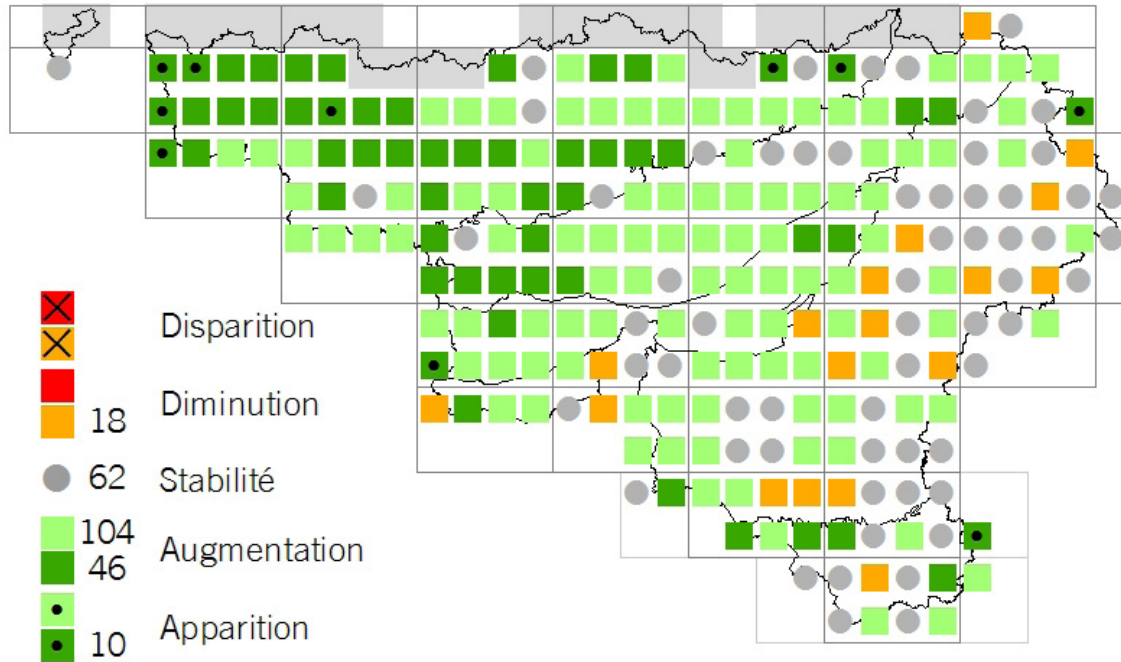 Disparition
Diminution
18
62 Stabilité
104
Augmentation
46
Apparition
10